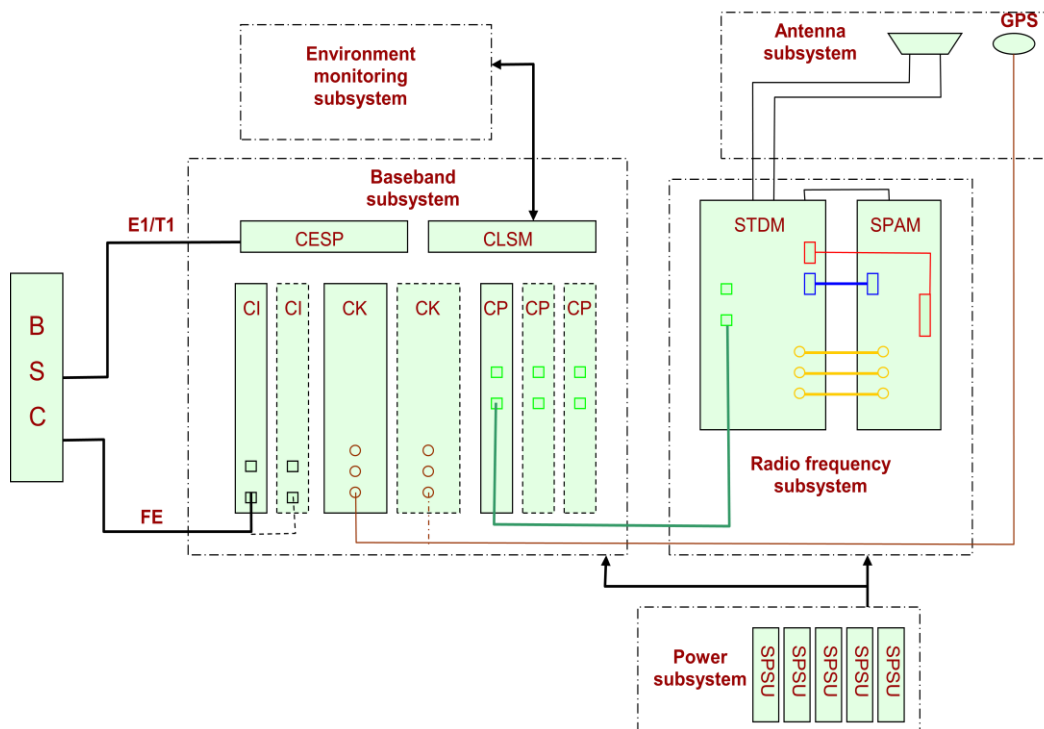 GPS
Antenna
subsystem
Environment
monitoring
subsystem
Baseband
subsystem
E1/T1
CESP
CLSM
STDM
SPAM
B
S
C
CI
CI
CK
CK
CP
CP
CP
Radio frequency
subsystem
FE
Power
subsystem
SPSU
SPSU
SPSU
SPSU
SPSU